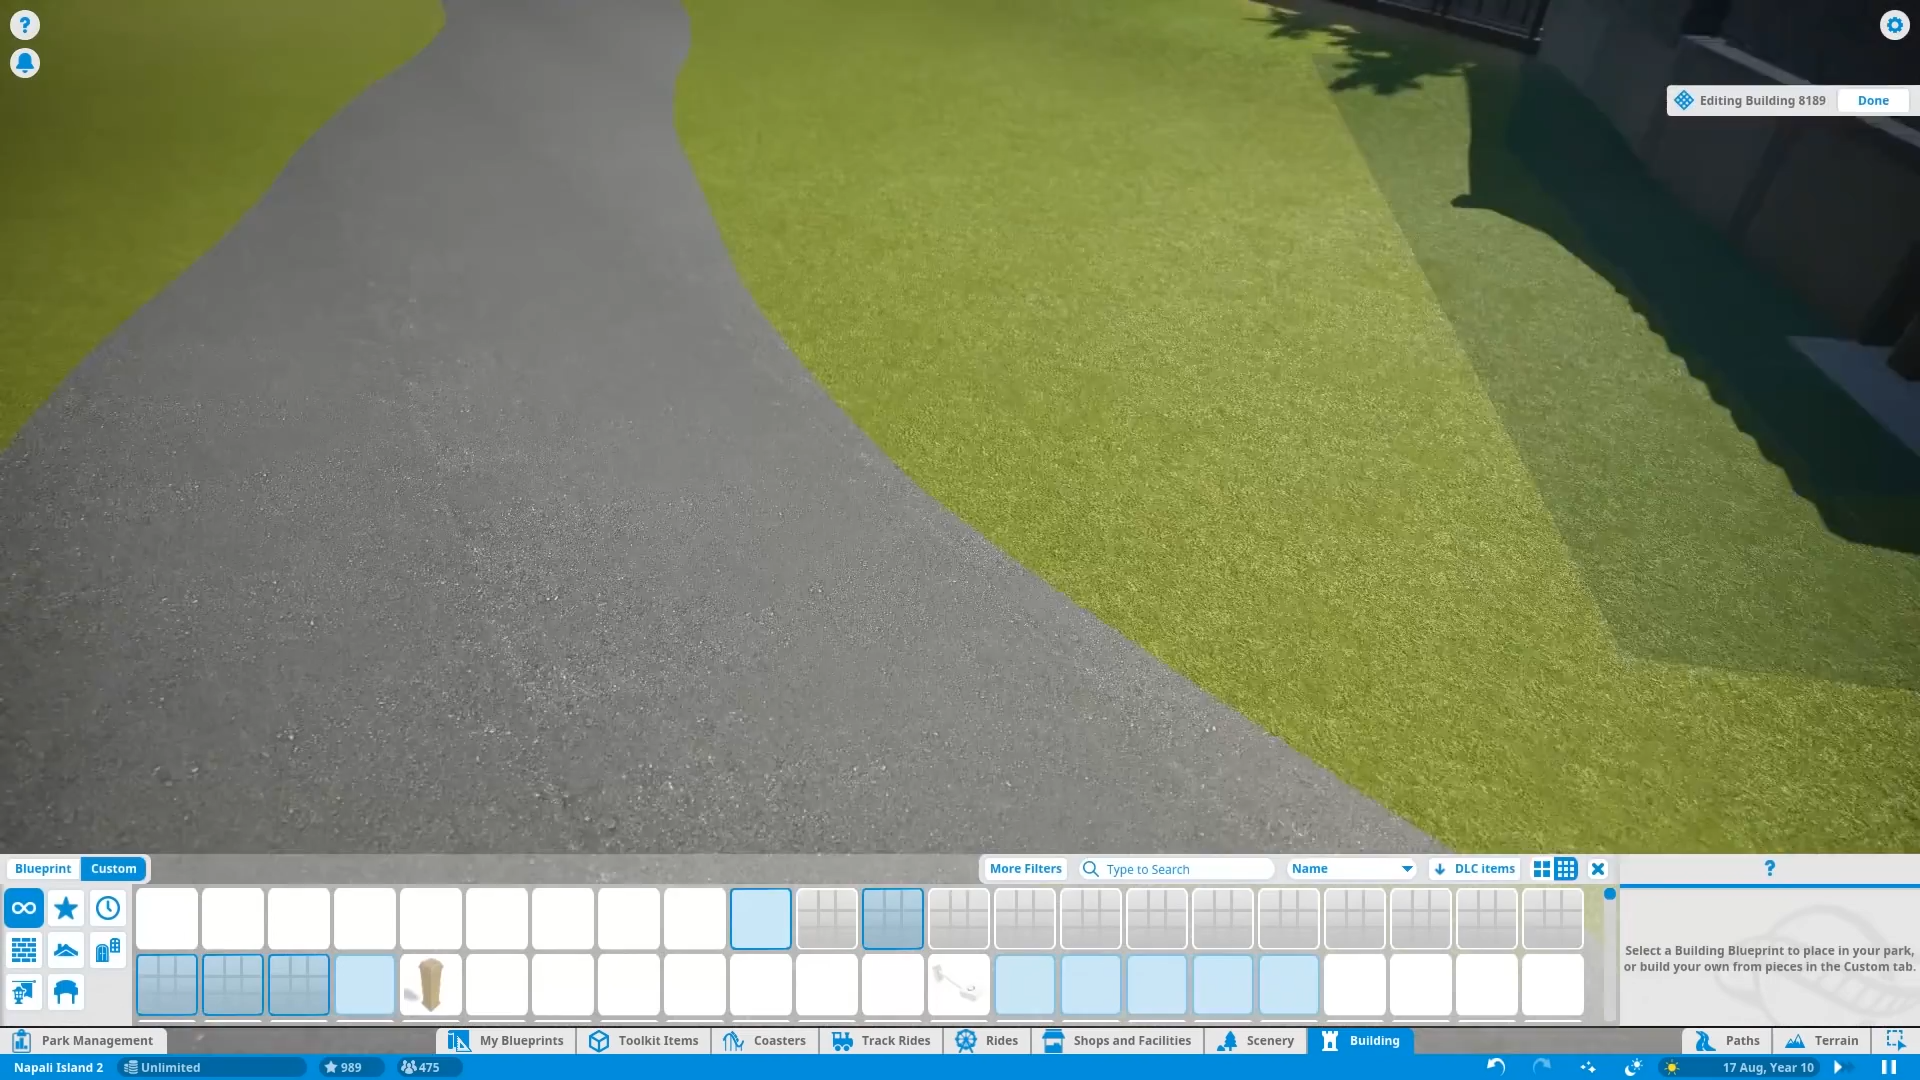 ?
Editing Building 8189 Done
Blueprint Custom More Filters Type to Search Name DLC items ?
Select a Building Blueprint to place in your park,
or build your own from pieces in the Custom tab.
Park Management My Blueprints Toolkit Items Coasters Track Rides Rides Shops and Facilities Scenery Building Paths Terrain
Napali Island 2 Unlimited 989 475 17 Aug, Year 10